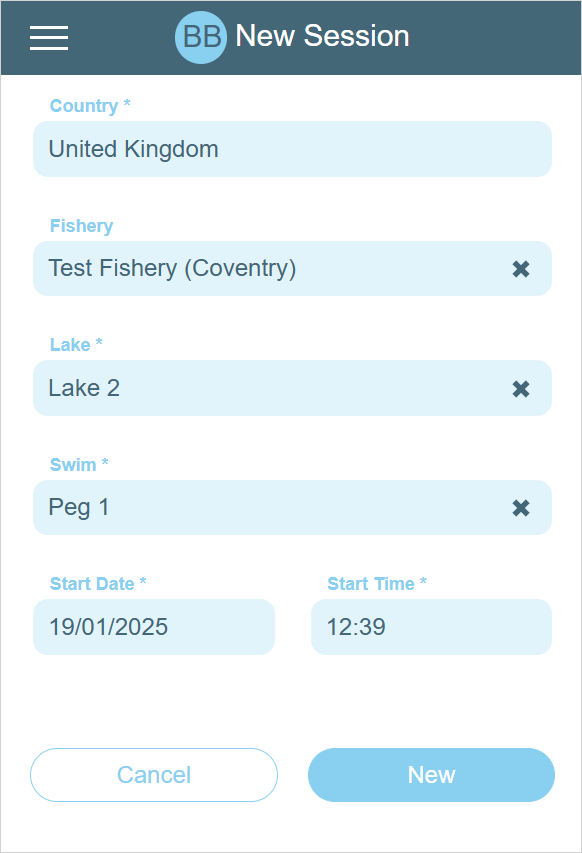 BB New Session
Country *
United Kingdom
Fishery
Test Fishery (Coventry)
Lake *
Lake 2
Swim *
Peg 1
Start Date * Start Time *
19/01/2025 12:39
Cancel New